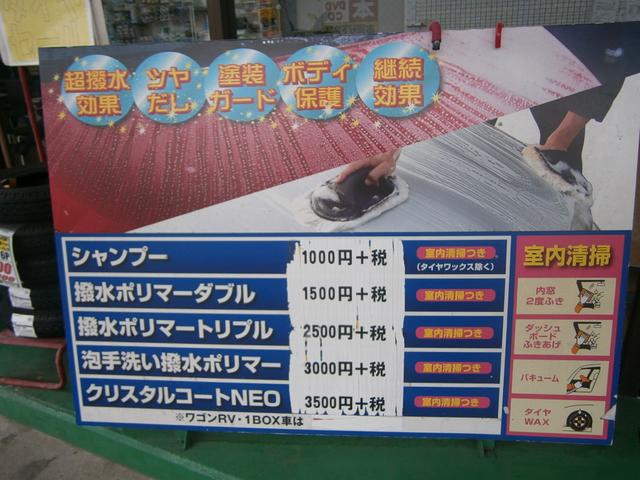 本
DVD
CD
超撥水
効果
ツヤ
だし
塗装
ガード
ボディ
保護
継続
効果
シャンプー 1000円+税 室内清掃つき
(タイヤワックス除く)
撥水ポリマーダブル 1500円+税 室内清掃つき
撥水ポリマートリプル 2500円+税 室内清掃つき
泡手洗い撥水ポリマー 3000円+税 室内清掃つき
クリスタルコートNEO 3500円+税 室内清掃つき
※ワゴンRV・1BOX車は
室内清掃
内窓
2度ふき
ダッシュ
ボード
ふきあげ
バキューム
タイヤ
WAX